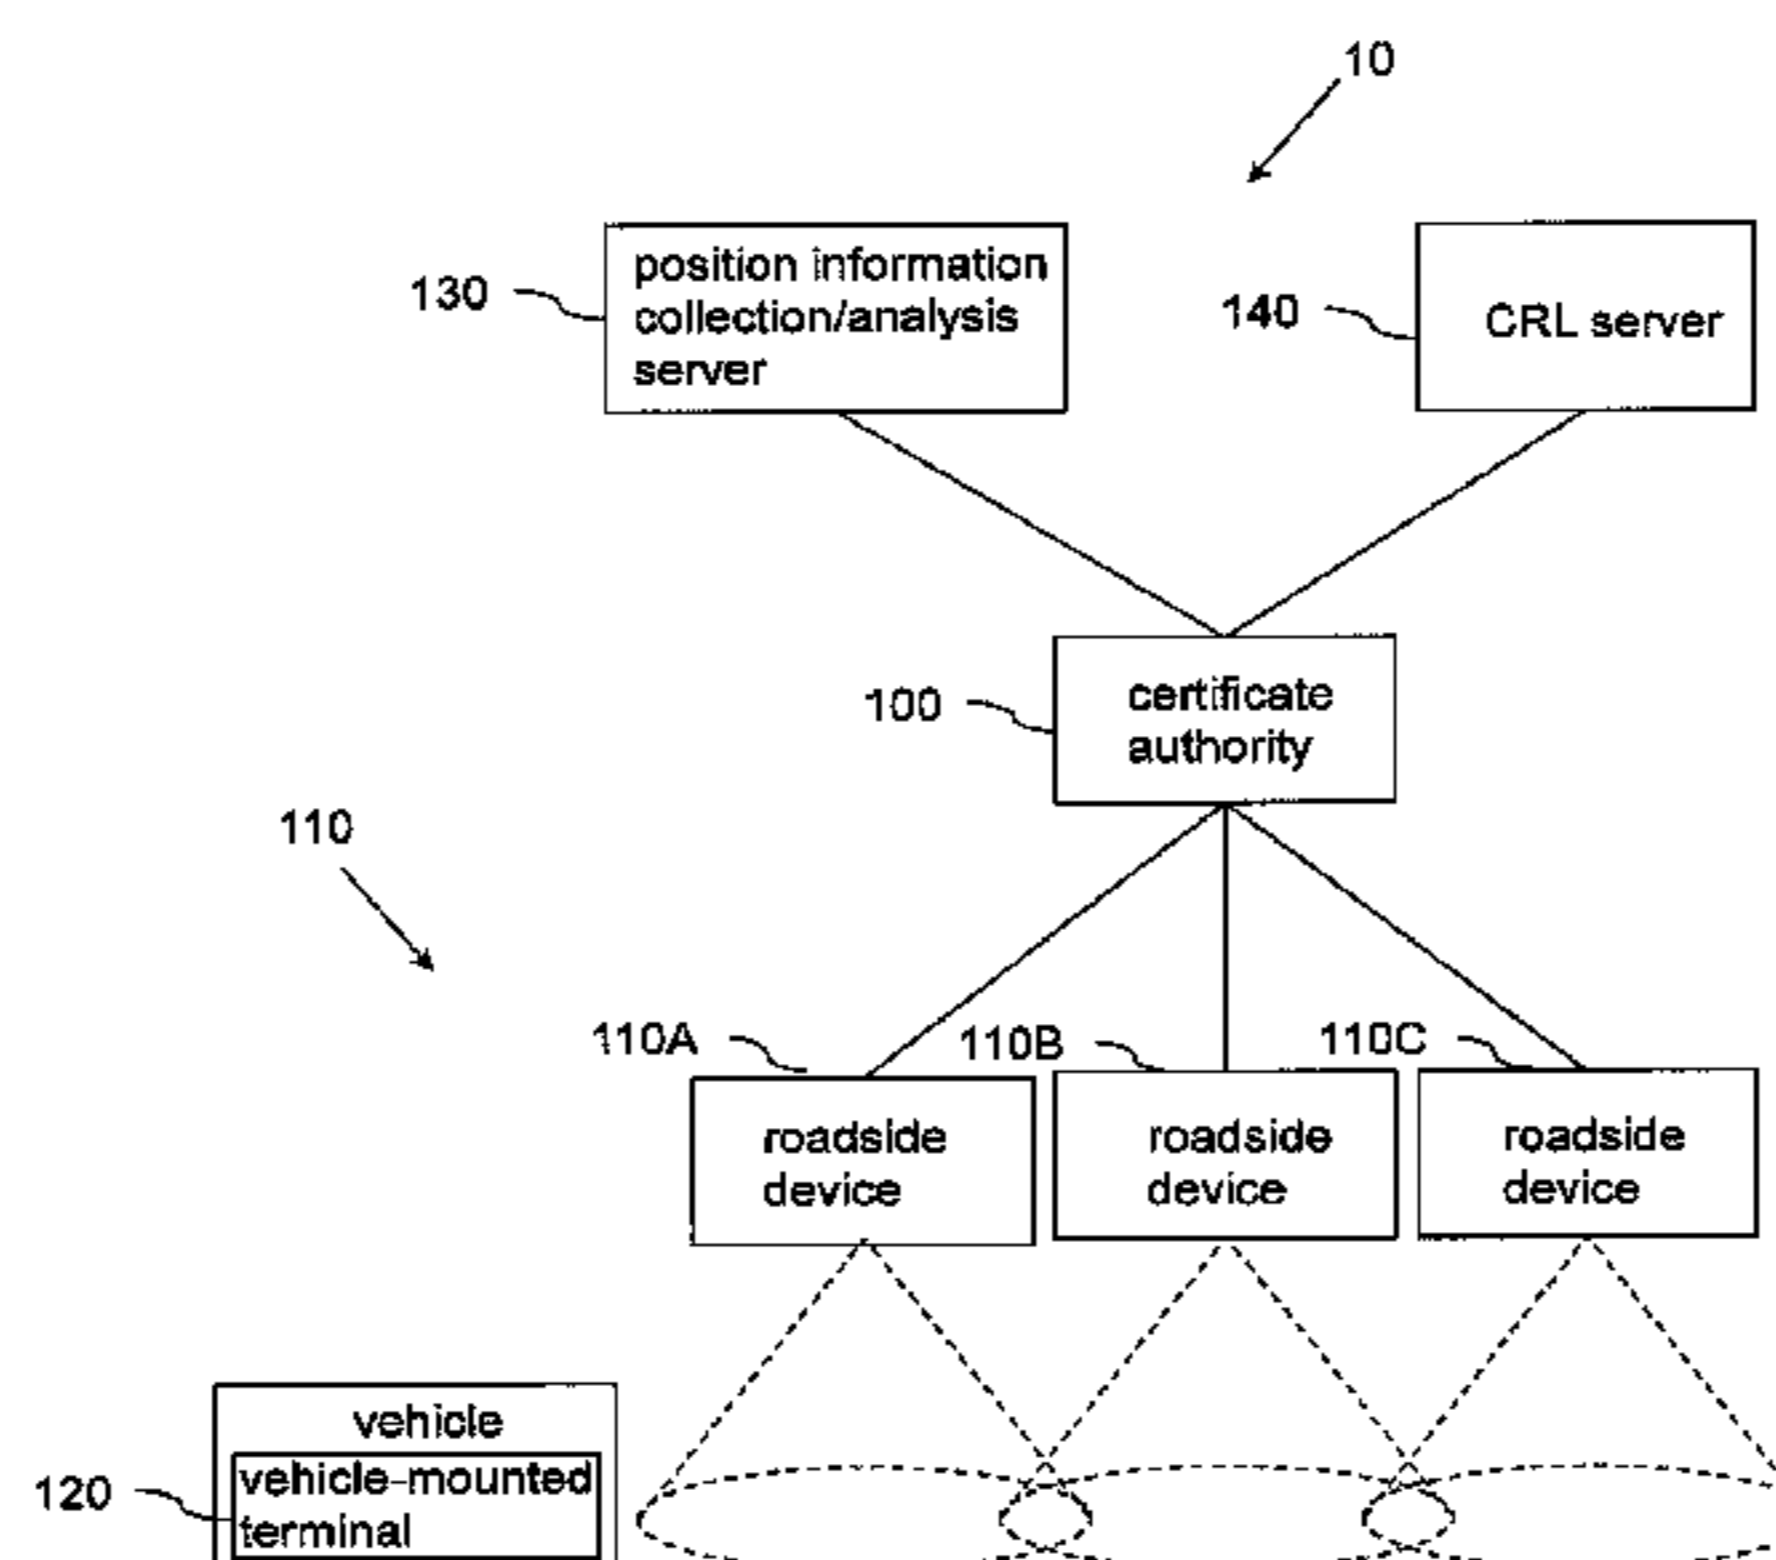 10
130
position information
collection/analysis
server
140
CRL server
100
certificate
authority
110
110A
110B
110C
roadside
device
roadside
device
roadside
device
vehicle
120
vehicle-mounted
terminal